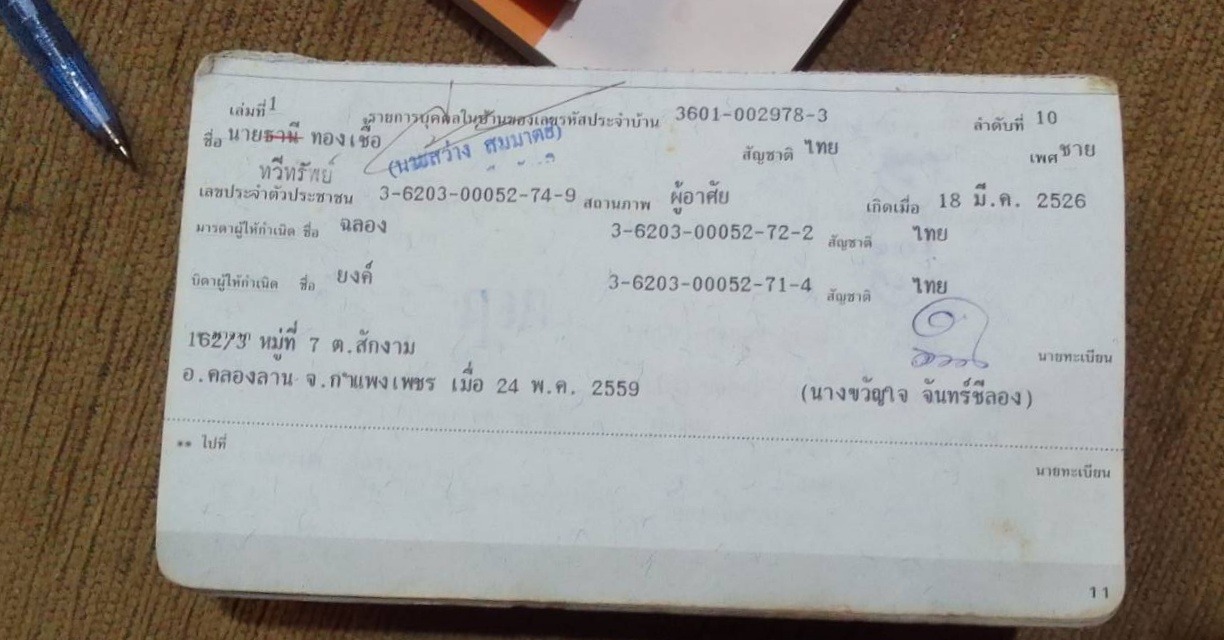 เล่มที่ 1 รายการบุคคลในบ้านของเลขรหัสประจำบ้าน 3601-002978-3 ลำดับที่ 10
ชื่อ นายธานี ทองเชื้อ สัญชาติ ไทย เพศ ชาย
ทวีทรัพย์ (นายสว่าง
เลขประจำตัวประชาชน 3-6203-00052-74-9 สถานภาพ ผู้อาศัย เกิดเมื่อ 18 มี.ค. 2526
มารดาผู้ให้กำเนิด ชื่อ ฉลอง 3-6203-00052-72-2 สัญชาติ ไทย
บิดาผู้ให้กำเนิด ชื่อ ยงค์ 3-6203-00052-71-4 สัญชาติ ไทย
162/3 หมู่ที่ 7 ต.สักงาม นายทะเบียน
อ.คลองลาน จ.กำแพงเพชร เมื่อ 24 พ.ค. 2559 (นางขวัญใจ จันทร์ชีลอง)
** ไปที่
นายทะเบียน
11